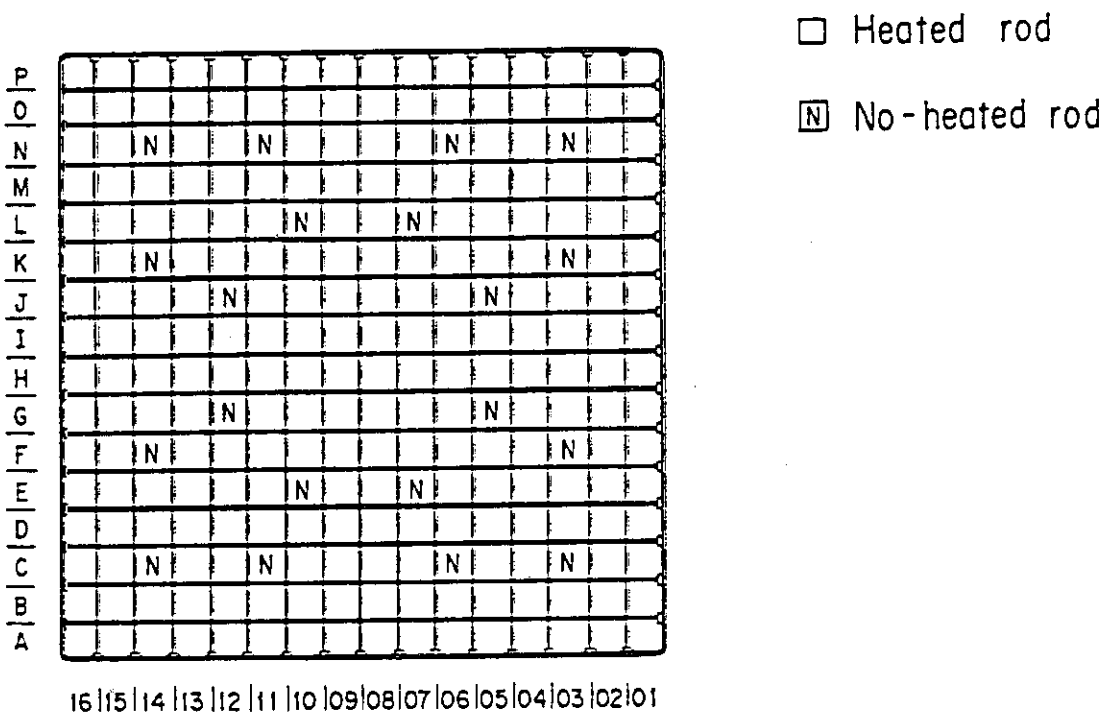 Heated rod
N No-heated rod
P
O
N N N N N
M
L N N
K N N
J N N
I
H
G N N
F N N
E N N
D
C N N N N
B
A
16|15|14|13|12|11|10|09|08|07|06|05|04|03|02|01